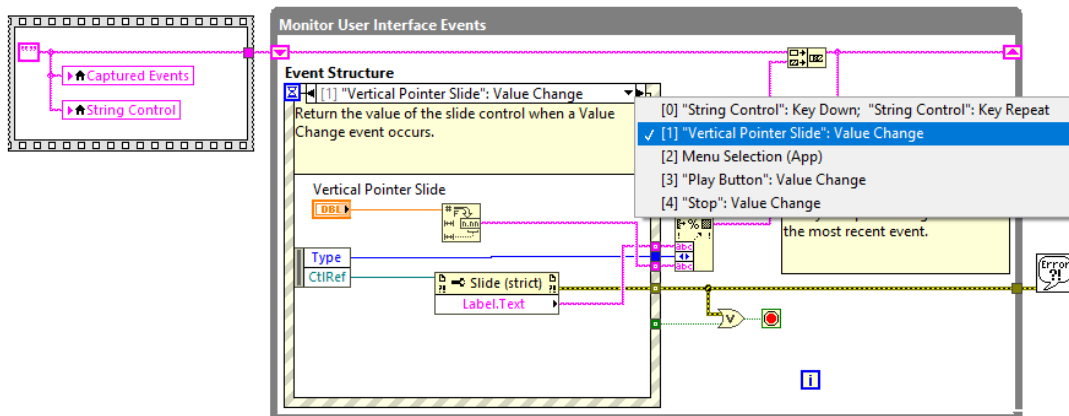 Monitor User Interface Events
""
Captured Events
String Control
Event Structure
[1] "Vertical Pointer Slide": Value Change
Return the value of the slide control when a Value
Change event occurs.
[0] "String Control": Key Down;  "String Control": Key Repeat
✓ [1] "Vertical Pointer Slide": Value Change
[2] Menu Selection (App)
[3] "Play Button": Value Change
[4] "Stop": Value Change
Vertical Pointer Slide
DBL
the most recent event.
abc
abc
Type
CtlRef
Slide (strict)
Label.Text
Error
?!
V
i